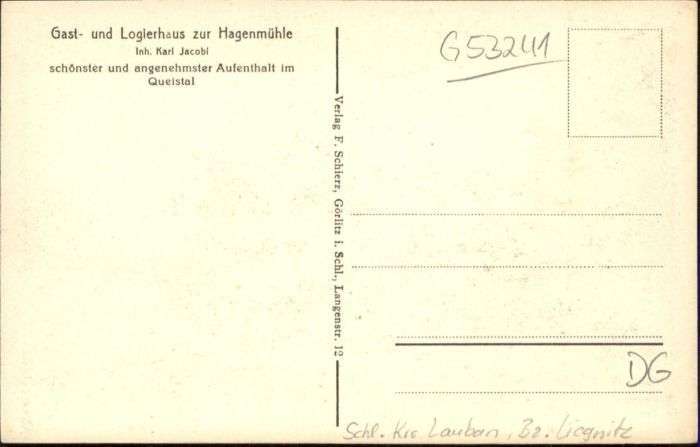 Gast- und Logierhaus zur Hagenmühle
Inh. Karl Jacobi
schönster und angenehmster Aufenthalt im
Queistal
Verlag F. Schierz, Görlitz i. Schl., Langenstr. 12
G53241
DG
Schl. Krs Lauban, Bz. Liegnitz